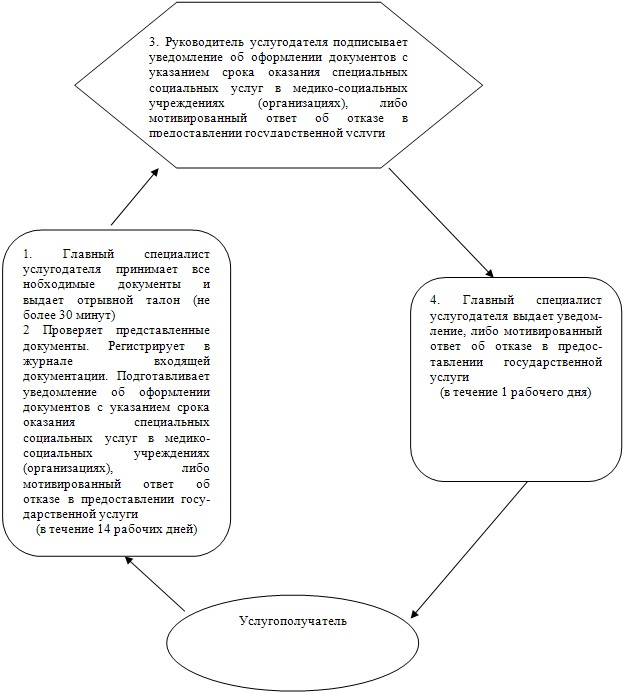 3. Руководитель услугодателя подписывает
уведомление об оформлении документов с
указанием срока оказания специальных
социальных услуг в медико-социальных
учреждениях (организациях), либо
мотивированный ответ об отказе в
предоставлении государственной услуги
1. Главный специалист
услугодателя принимает все
нобходимые документы и
выдает отрывной талон (не
более 30 минут)
2 Проверяет представленные
документы. Регистрирует в
журнале входящей
документации. Подготавливает
уведомление об оформлении
документов с указанием срока
оказания специальных
социальных услуг в медико-
социальных учреждениях
(организациях), либо
мотивированный ответ об
отказе в предоставлении госу-
дарственной услуги
(в течение 14 рабочих дней)
4. Главный специалист
услугодателя выдает уведом-
ление, либо мотивированный
ответ об отказе в предос-
тавлении государственной
услуги
(в течение 1 рабочего дня)
Услугополучатель